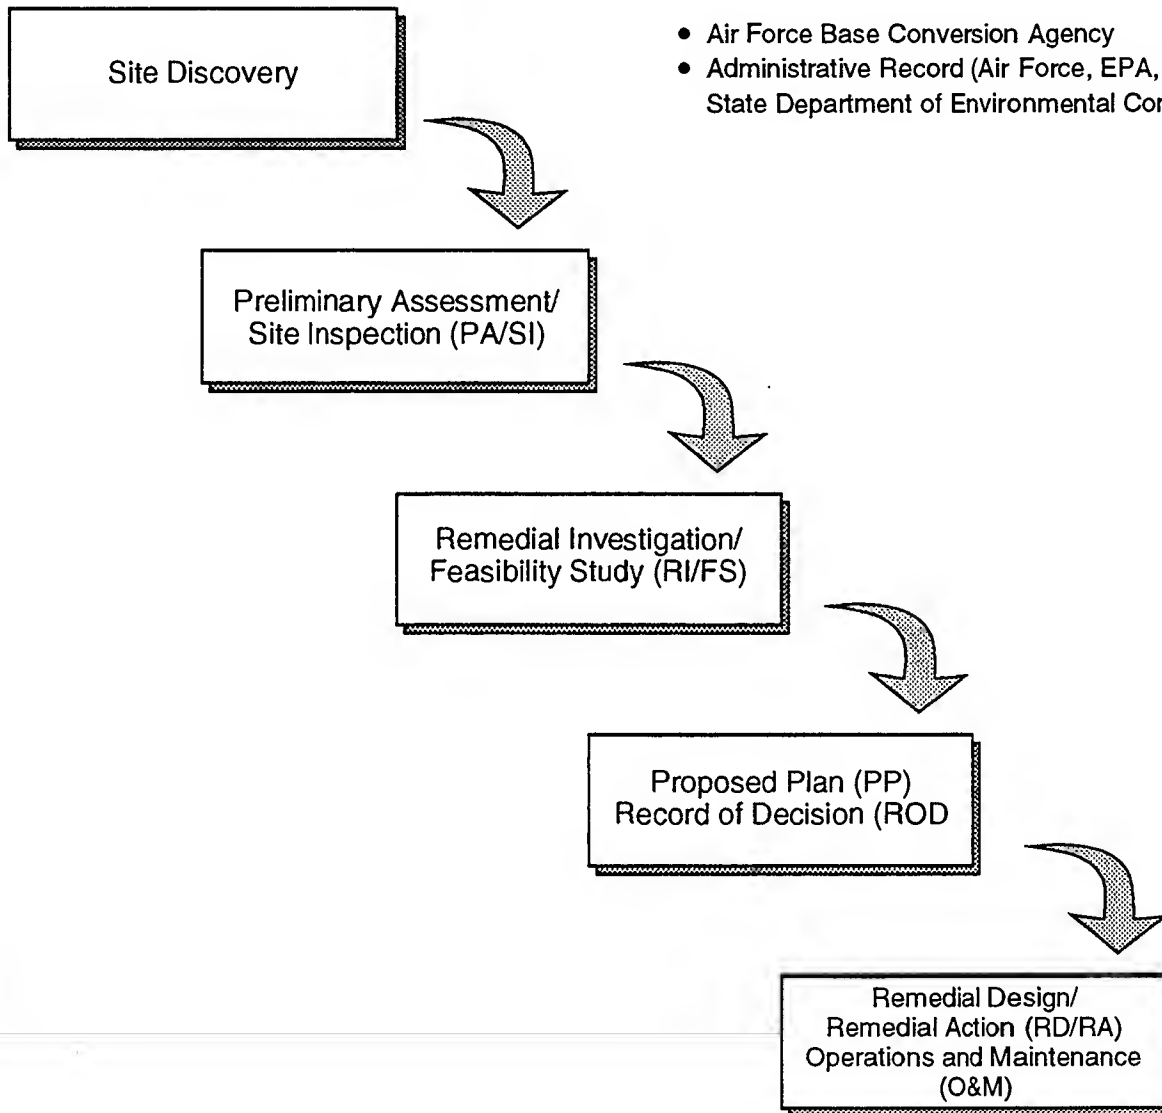 Site Discovery
• Air Force Base Conversion Agency
• Administrative Record (Air Force, EPA,
State Department of Environmental
Preliminary Assessment/
Site Inspection (PA/SI)
Remedial Investigation/
Feasibility Study (RI/FS)
Proposed Plan (PP)
Record of Decision (ROD
Remedial Design/
Remedial Action (RD/RA)
Operations and Maintenance
(O&M)